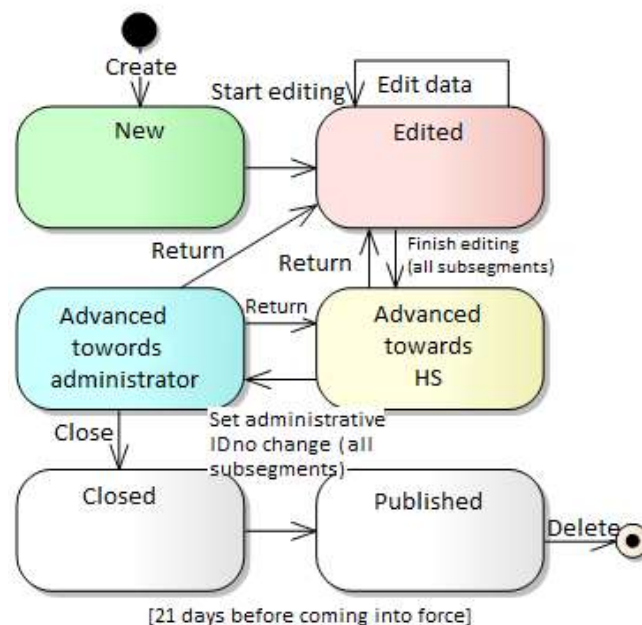 Create
Start editing
Edit data
New
Edited
Return
Return
Finish editing
(all subsegments)
Advanced
towords
administrator
Return
Advanced
towards
HS
Close
Set administrative
IDno change (all
subsegments)
Closed
Published
Delete
[21 days before coming into force]